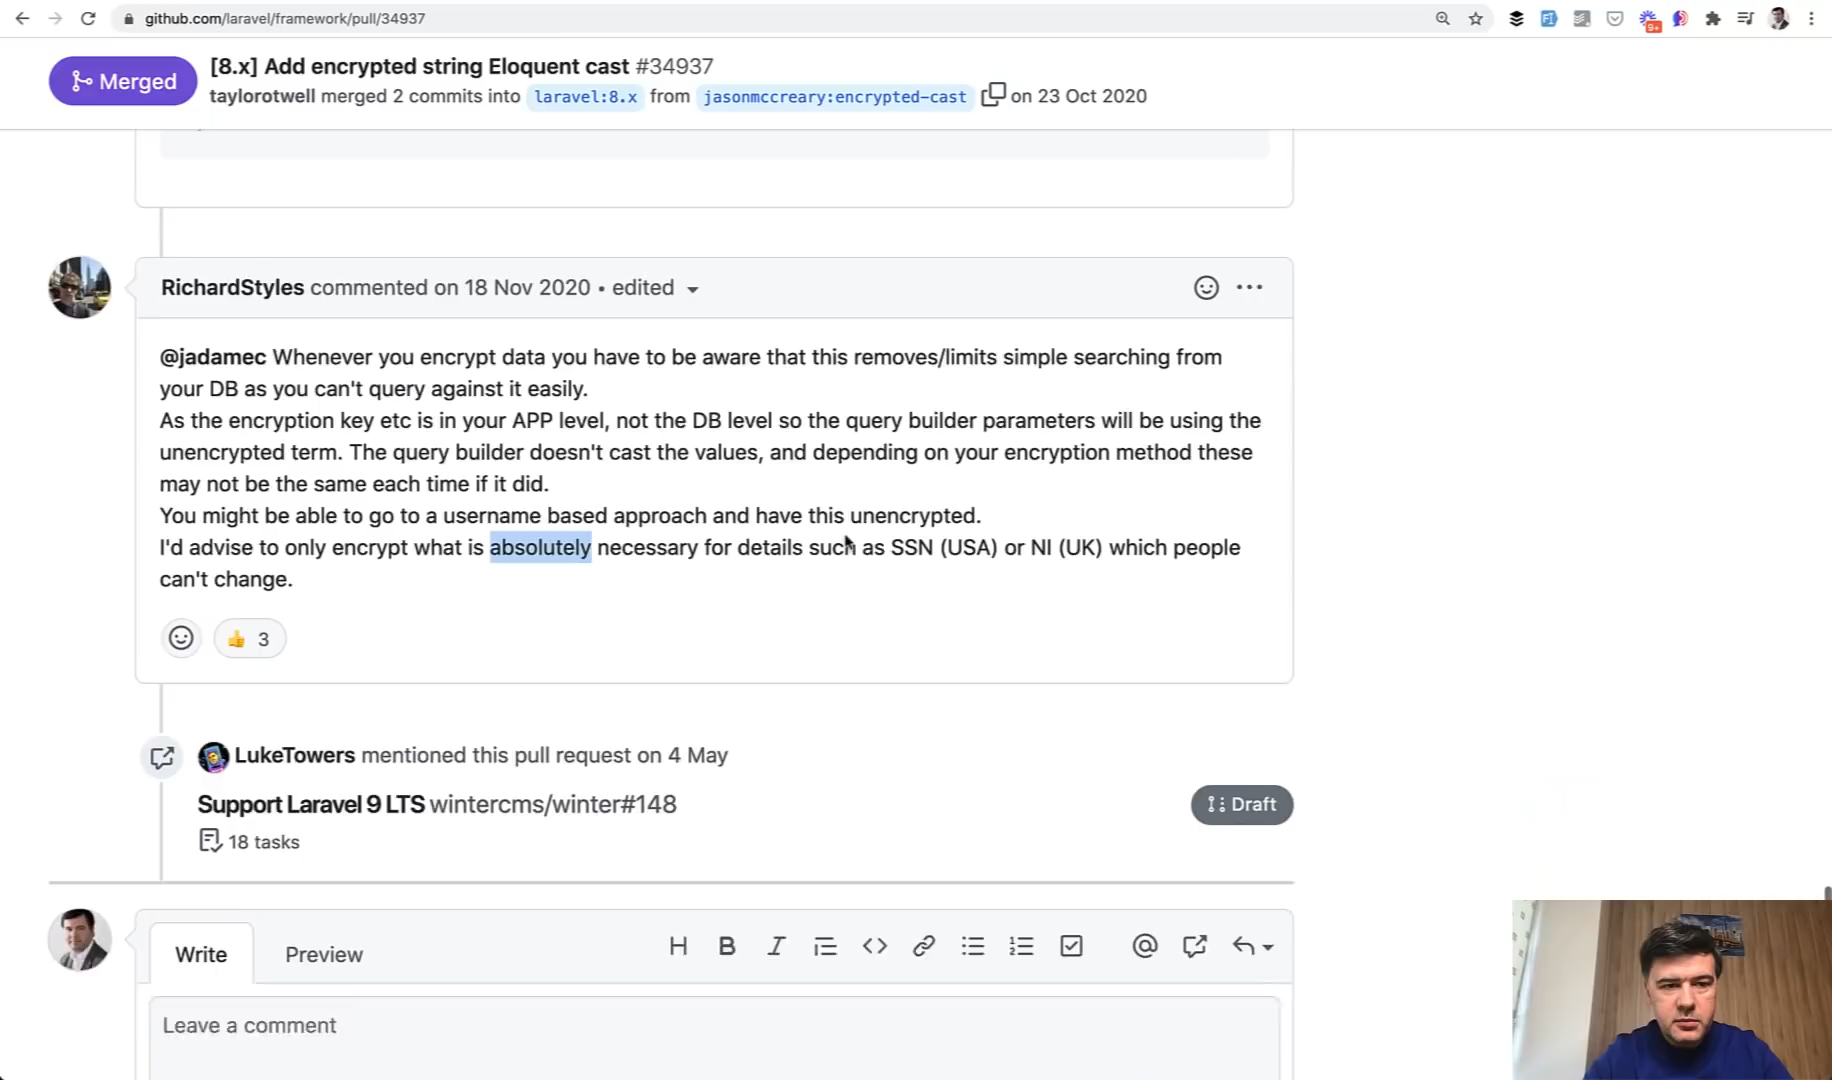 github.com/laravel/framework/pull/34937
9+
Merged
[8.x] Add encrypted string Eloquent cast #34937
taylorotwell merged 2 commits into laravel:8.x from jasonmccreary:encrypted-cast on 23 Oct 2020
RichardStyles commented on 18 Nov 2020 • edited
@jadamec Whenever you encrypt data you have to be aware that this removes/limits simple searching from
your DB as you can't query against it easily.
As the encryption key etc is in your APP level, not the DB level so the query builder parameters will be using the
unencrypted term. The query builder doesn't cast the values, and depending on your encryption method these
may not be the same each time if it did.
You might be able to go to a username based approach and have this unencrypted.
I'd advise to only encrypt what is absolutely necessary for details such as SSN (USA) or NI (UK) which people
can't change.
👍 3
LukeTowers mentioned this pull request on 4 May
Support Laravel 9 LTS wintercms/winter#148
Draft
18 tasks
Write
Preview
Leave a comment